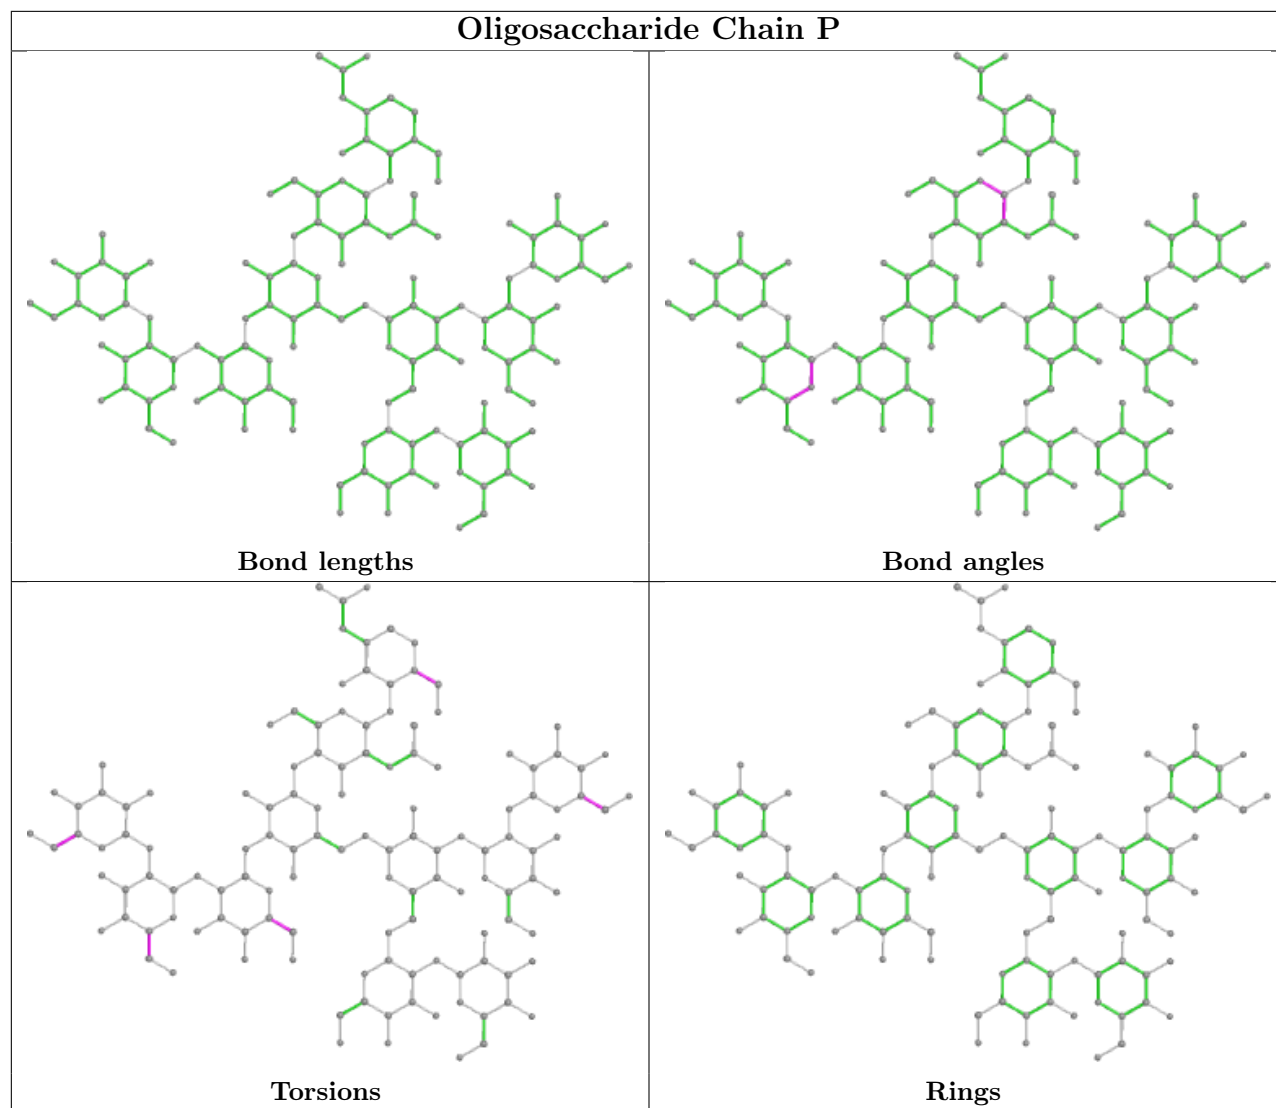 Oligosaccharide Chain P
Bond lengths
Bond angles
Torsions
Rings